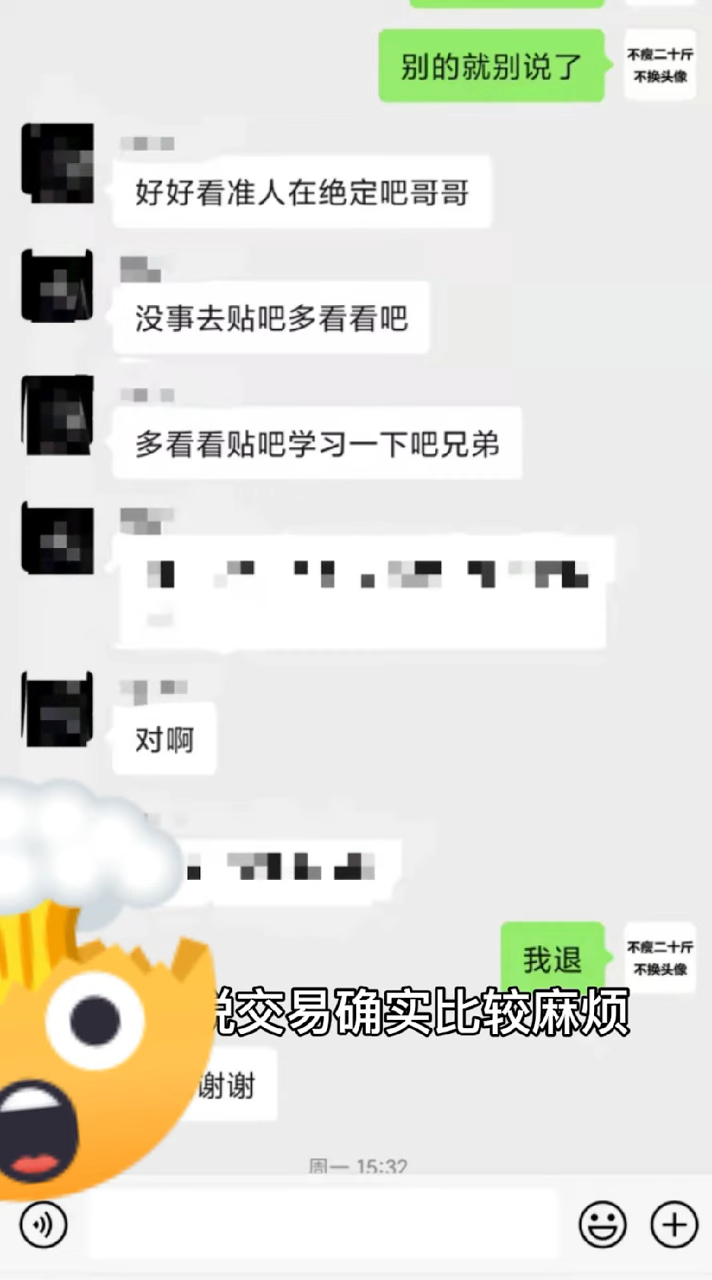 别的就别说了
不瘦二十斤
不换头像
好好看准人在绝定吧哥哥
没事去贴吧多看看吧
多看看贴吧学习一下吧兄弟
对啊
我退
不瘦二十斤
不换头像
说交易确实比较麻烦
谢谢
周一 15:32